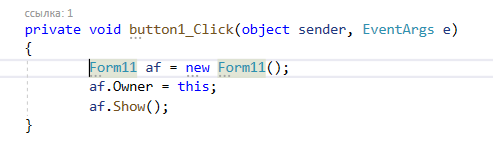 ссылка: 1
private void button1_Click(object sender, EventArgs e)
{
Form11 af = new Form11();
af.Owner = this;
af.Show();
}